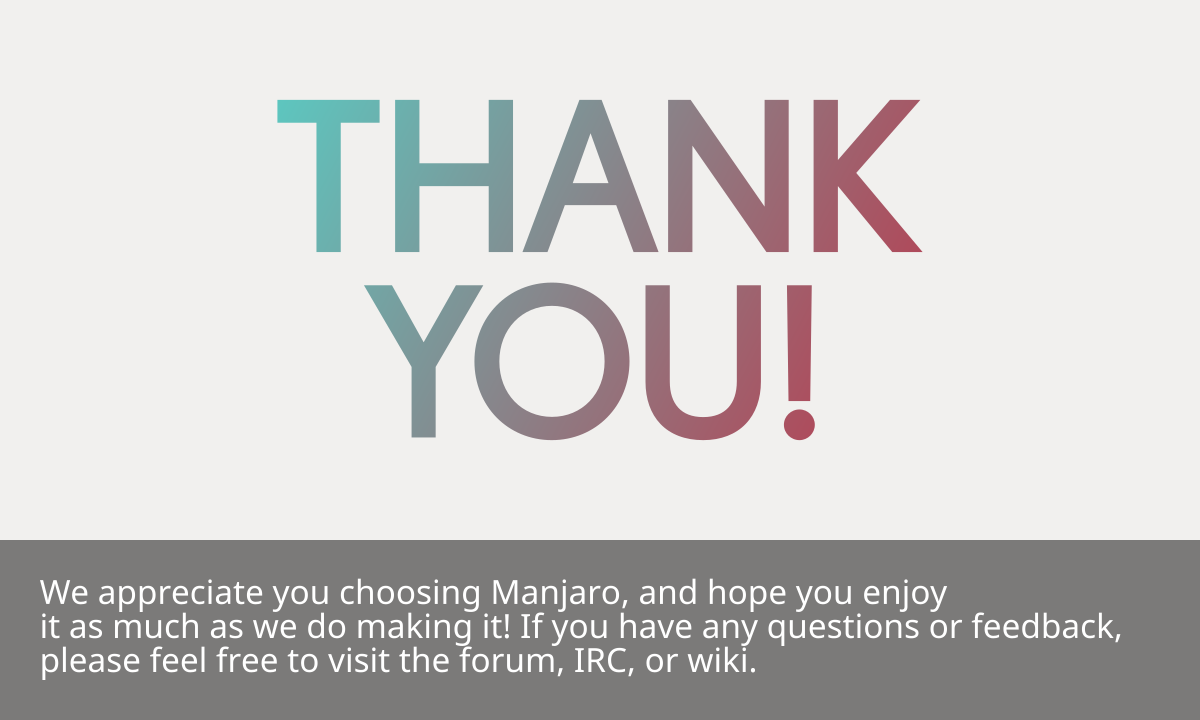 THANK
YOU!
We appreciate you choosing Manjaro, and hope you enjoy
it as much as we do making it! If you have any questions or feedback,
please feel free to visit the forum, IRC, or wiki.